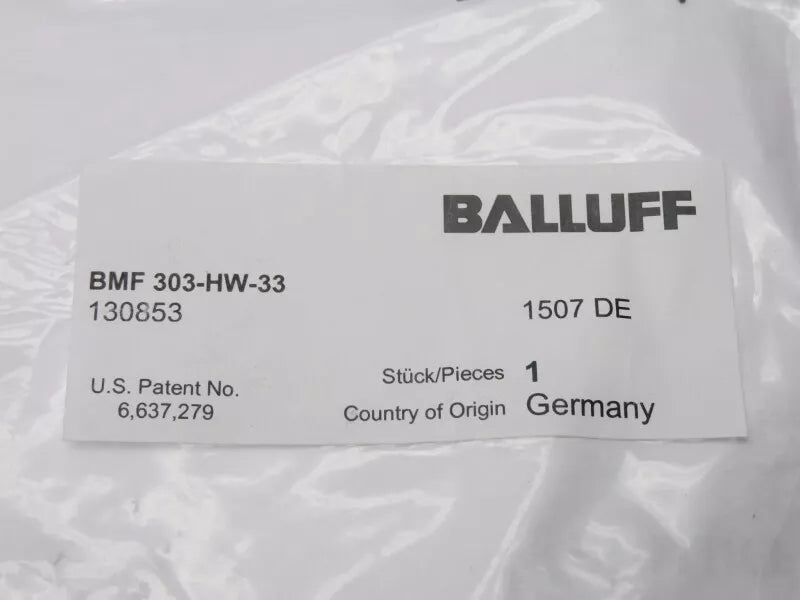 BALLUFF
BMF 303-HW-33
130853
1507 DE
U.S. Patent No.
6,637,279
Stück/Pieces 1
Country of Origin Germany